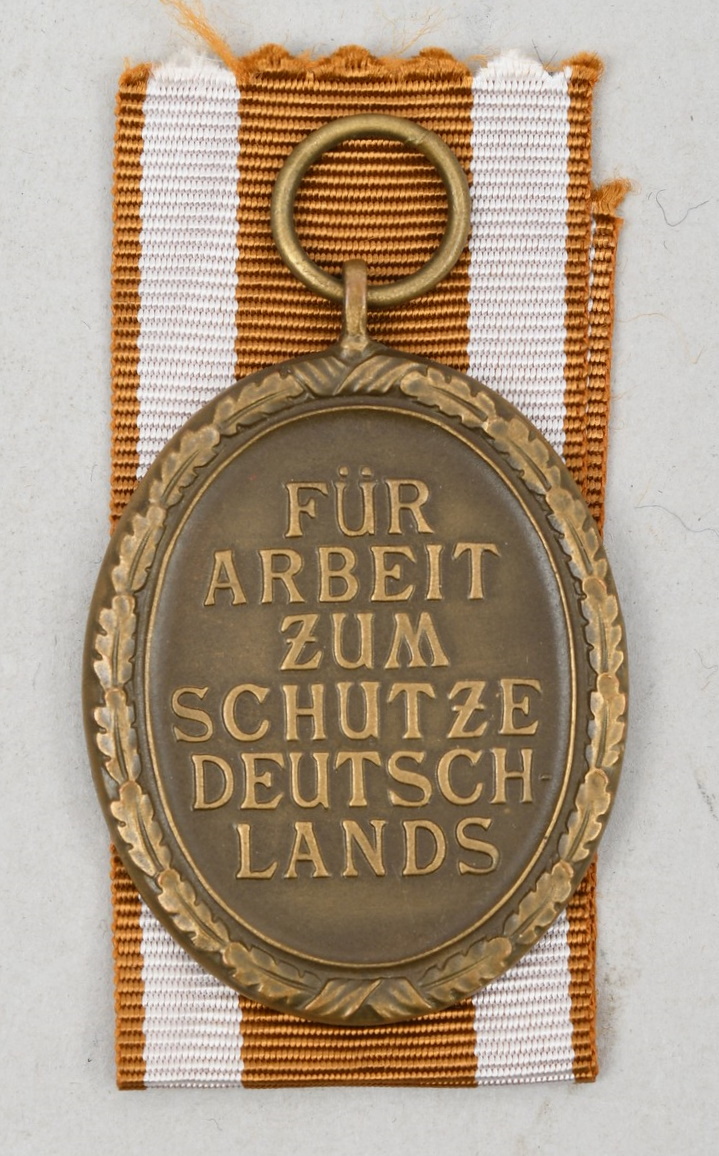 FÜR
ARBEIT
ZUM
SCHUTZE
DEUTSCH-
LANDS